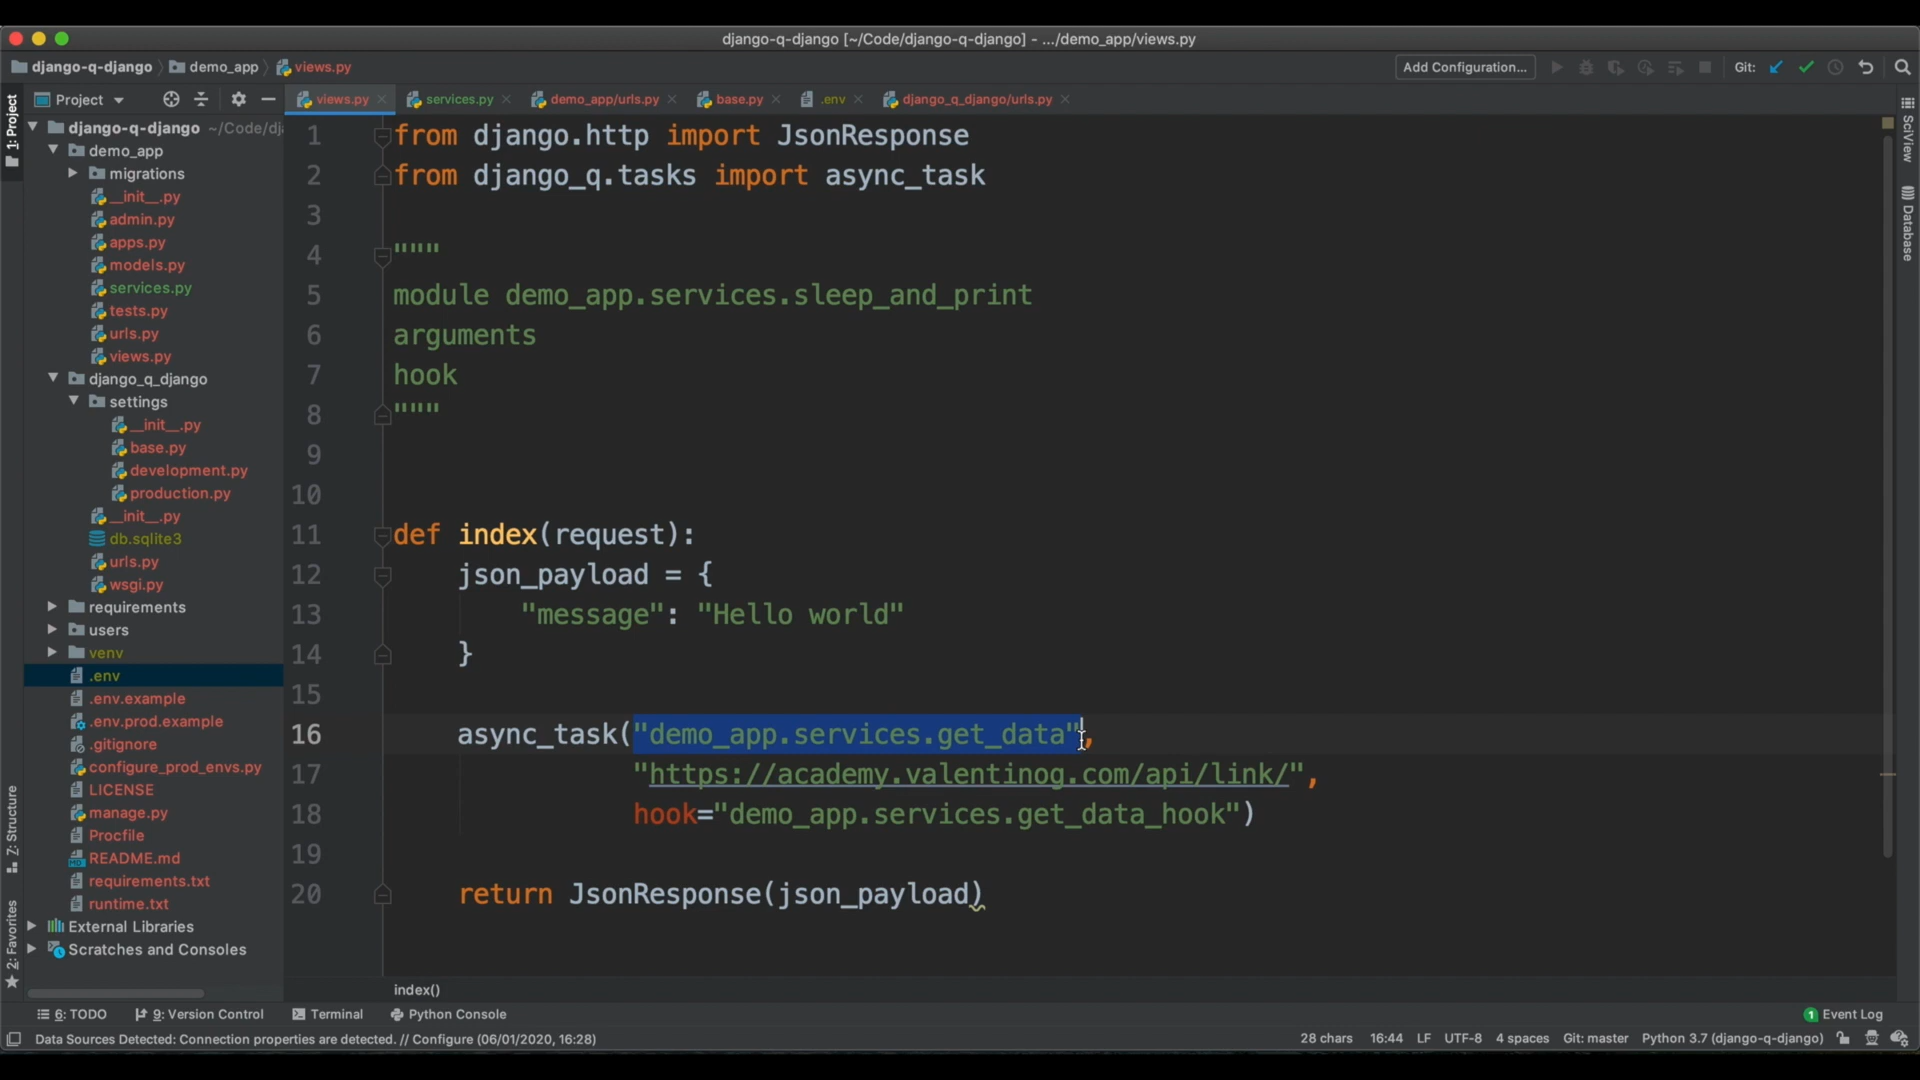 django-q-django [~/Code/django-q-django] - .../demo_app/views.py
django-q-django demo_app views.py Add Configuration... Git:
Project views.py services.py demo_app/urls.py base.py .env django_q_django/urls.py
1: Project
django-q-django ~/Code/dj
demo_app
migrations
__init__.py
admin.py
apps.py
models.py
services.py
tests.py
urls.py
views.py
django_q_django
settings
__init__.py
base.py
development.py
production.py
__init__.py
db.sqlite3
urls.py
wsgi.py
requirements
users
venv
.env
.env.example
.env.prod.example
.gitignore
configure_prod_envs.py
LICENSE
manage.py
Procfile
README.md
requirements.txt
runtime.txt
External Libraries
Scratches and Consoles
Z: Structure
2: Favorites
1 from django.http import JsonResponse
2 from django_q.tasks import async_task
3
4 """
5 module demo_app.services.sleep_and_print
6 arguments
7 hook
8 """
9
10
11 def index(request):
12 json_payload = {
13 "message": "Hello world"
14 }
15
16 async_task("demo_app.services.get_data",
17 "https://academy.valentinog.com/api/link/",
18 hook="demo_app.services.get_data_hook")
19
20 return JsonResponse(json_payload)
SciView
Database
index()
6: TODO 9: Version Control Terminal Python Console 1 Event Log
Data Sources Detected: Connection properties are detected. // Configure (06/01/2020, 16:28) 28 chars 16:44 LF UTF-8 4 spaces Git: master Python 3.7 (django-q-django)